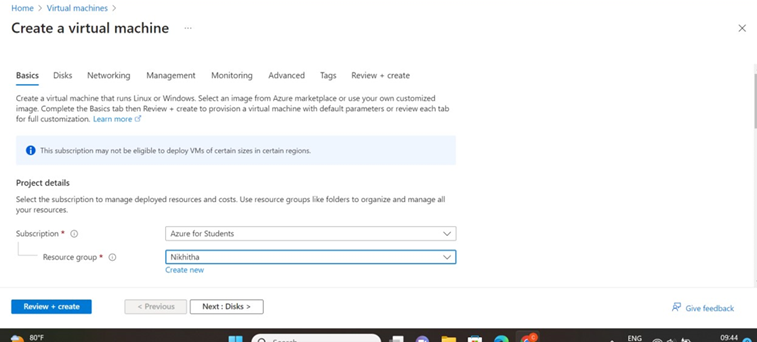 Home > Virtual machines >
Create a virtual machine ...
Basics Disks Networking Management Monitoring Advanced Tags Review + create
Create a virtual machine that runs Linux or Windows. Select an image from Azure marketplace or use your own customized
image. Complete the Basics tab then Review + create to provision a virtual machine with default parameters or review each tab
for full customization. Learn more
This subscription may not be eligible to deploy VMs of certain sizes in certain regions.
Project details
Select the subscription to manage deployed resources and costs. Use resource groups like folders to organize and manage all
your resources.
Subscription * Azure for Students
Resource group * Nikhitha
Create new
Review + create < Previous Next : Disks > Give feedback
80°F Search ENG 09:44